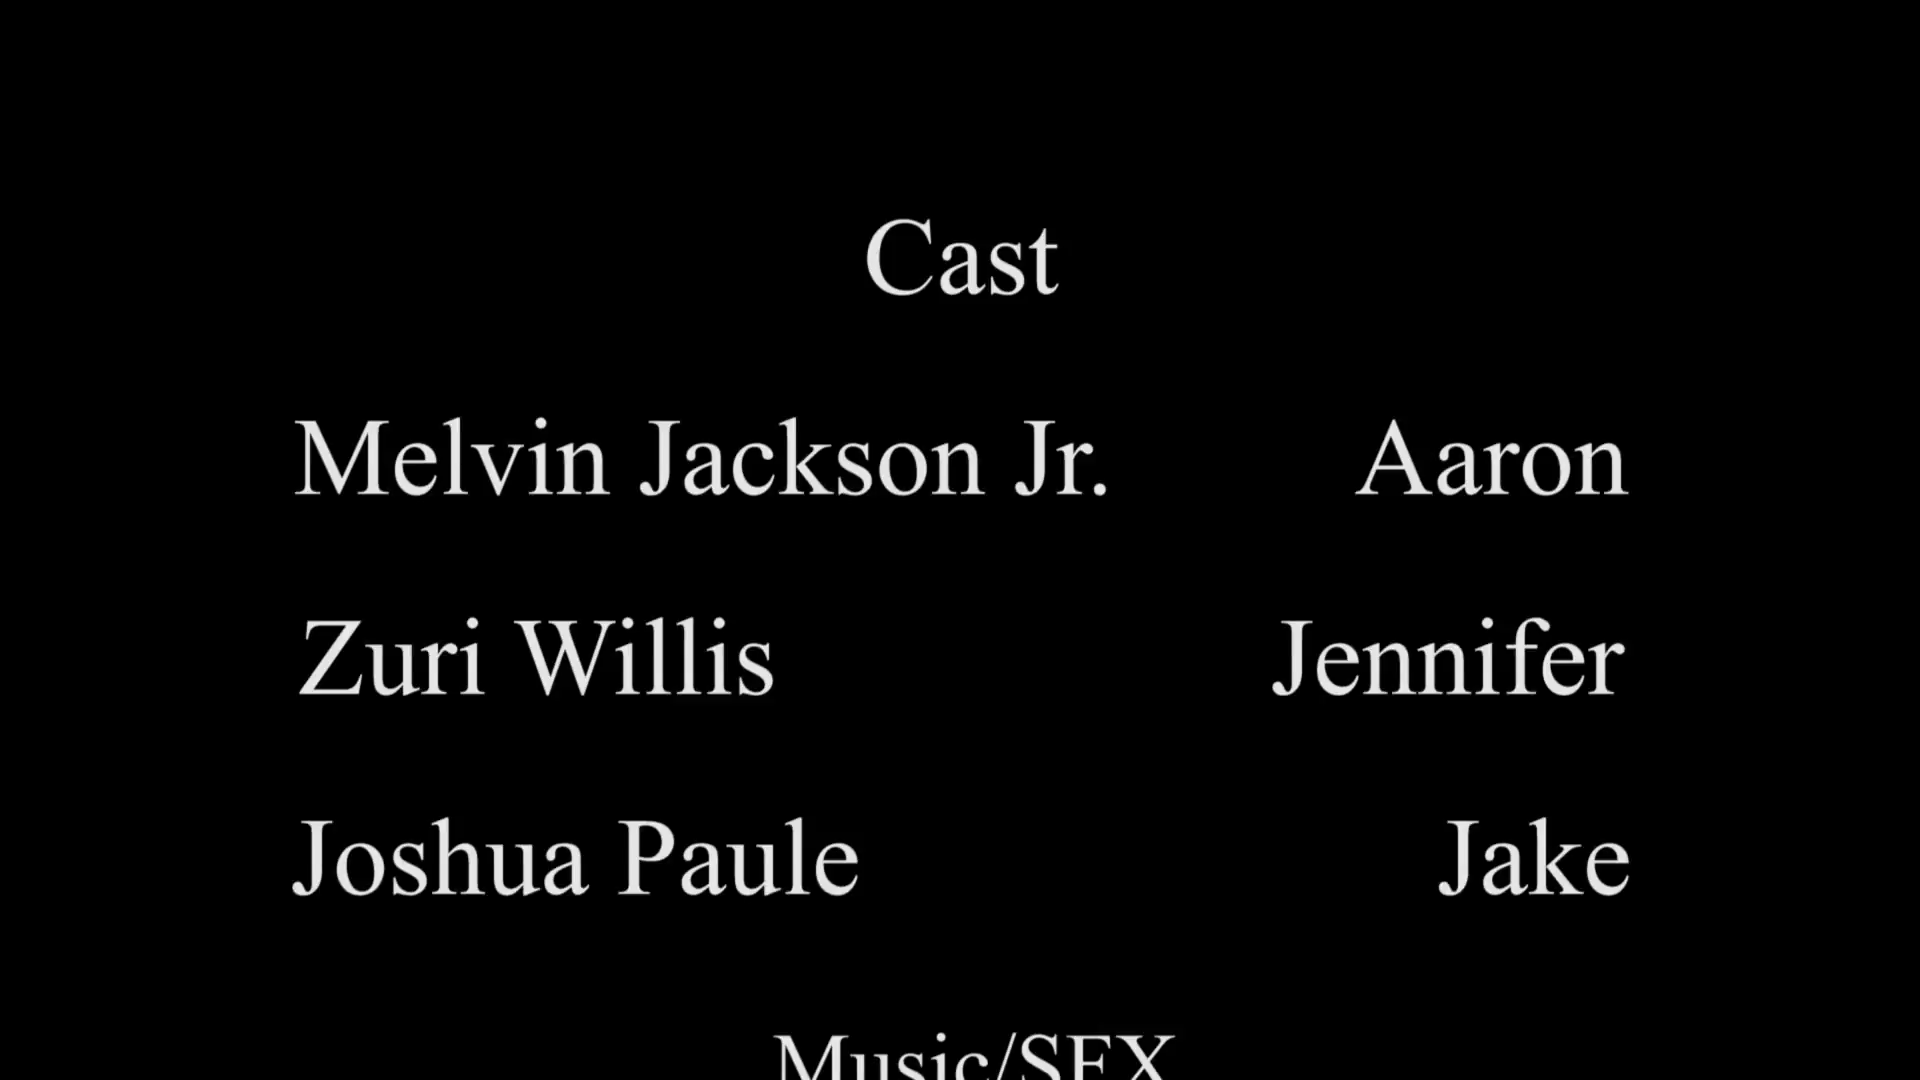 Cast
Melvin Jackson Jr. Aaron
Zuri Willis Jennifer
Joshua Paule Jake
Music/SFX